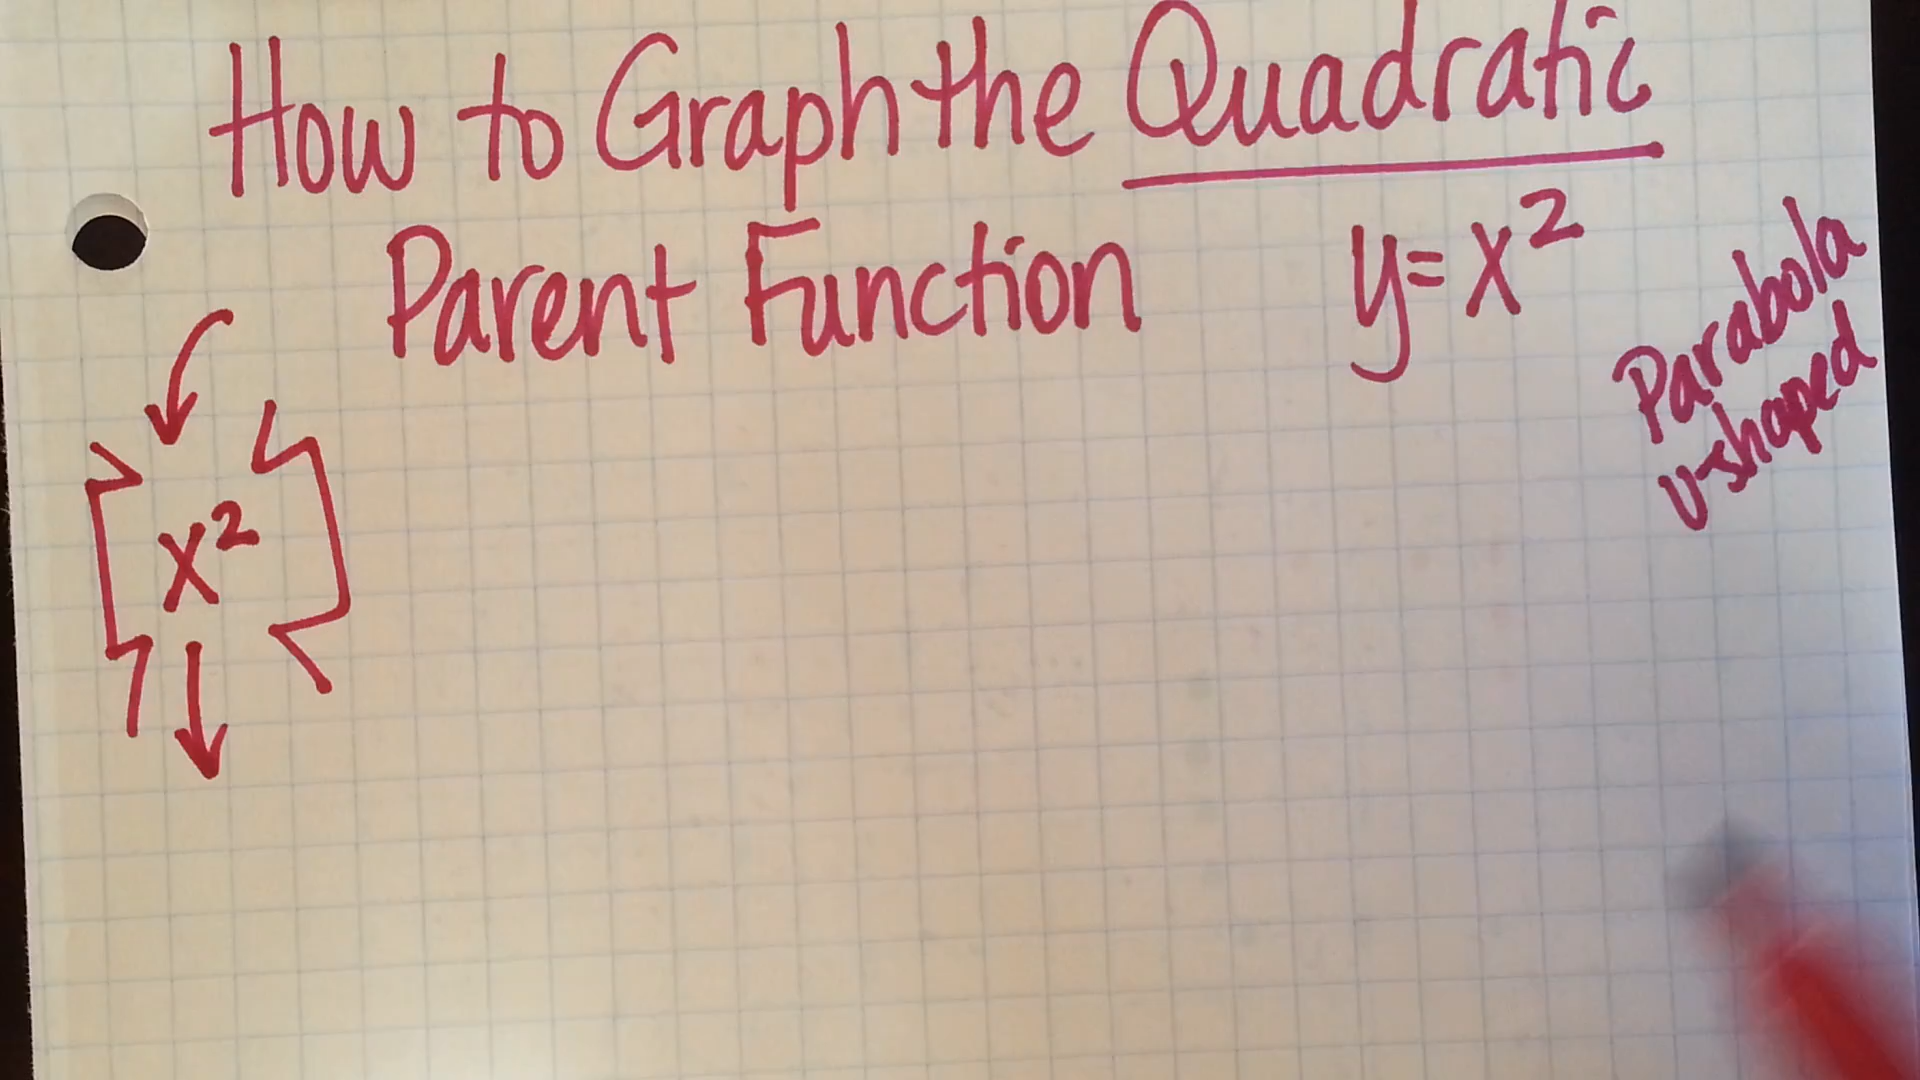 How to Graph the Quadratic
Parent Function
y=x²
Parabola
U-shaped
x²